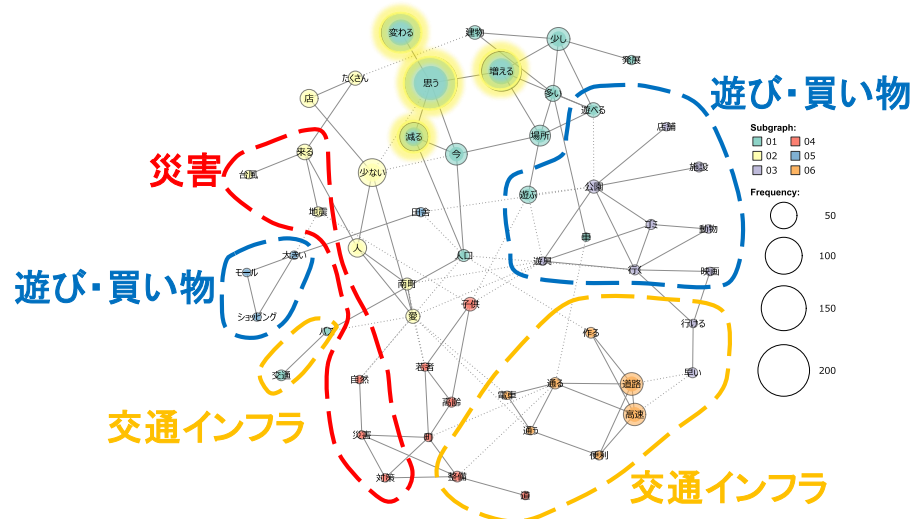 変わる
建物
少し
発展
たくさん
思う
増える
店
多い
遊べる
遊び・買い物
減る
場所
店舗
来る
今
災害
台風
少ない
施設
公園
遊ぶ
地震
田舎
ゴミ
動物
車
人
大きい
人口
遊具
行く
映画
モール
南町
遊び・買い物
ショッピング
子供
愛
バス
作る
行ける
交通
自然
若者
早い
通る
道路
電車
高齢
高速
交通インフラ
災害
町
通う
便利
対策
整備
交通インフラ
道
Subgraph:
01 04
02 05
03 06
Frequency:
50
100
150
200